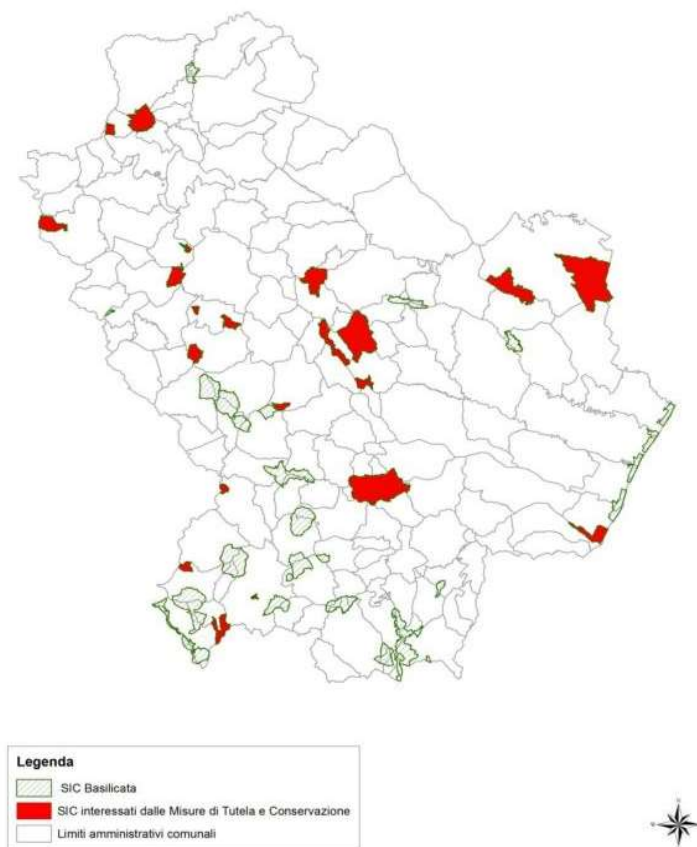 Legenda
SIC Basilicata
SIC interessati dalle Misure di Tutela e Conservazione
Limiti amministrativi comunali